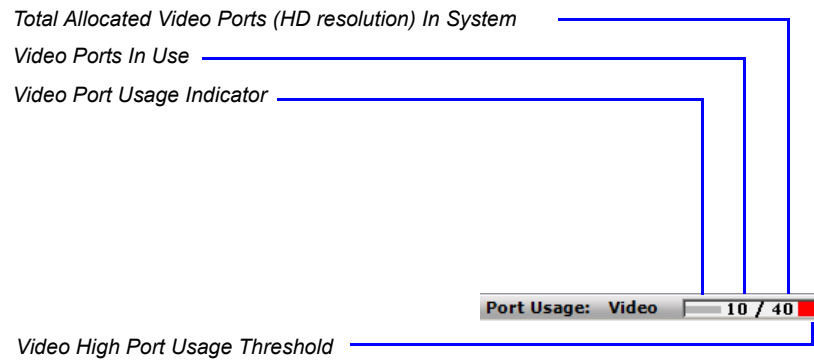 Total Allocated Video Ports (HD resolution) In System
Video Ports In Use
Video Port Usage Indicator
Port Usage: Video 10 / 40
Video High Port Usage Threshold